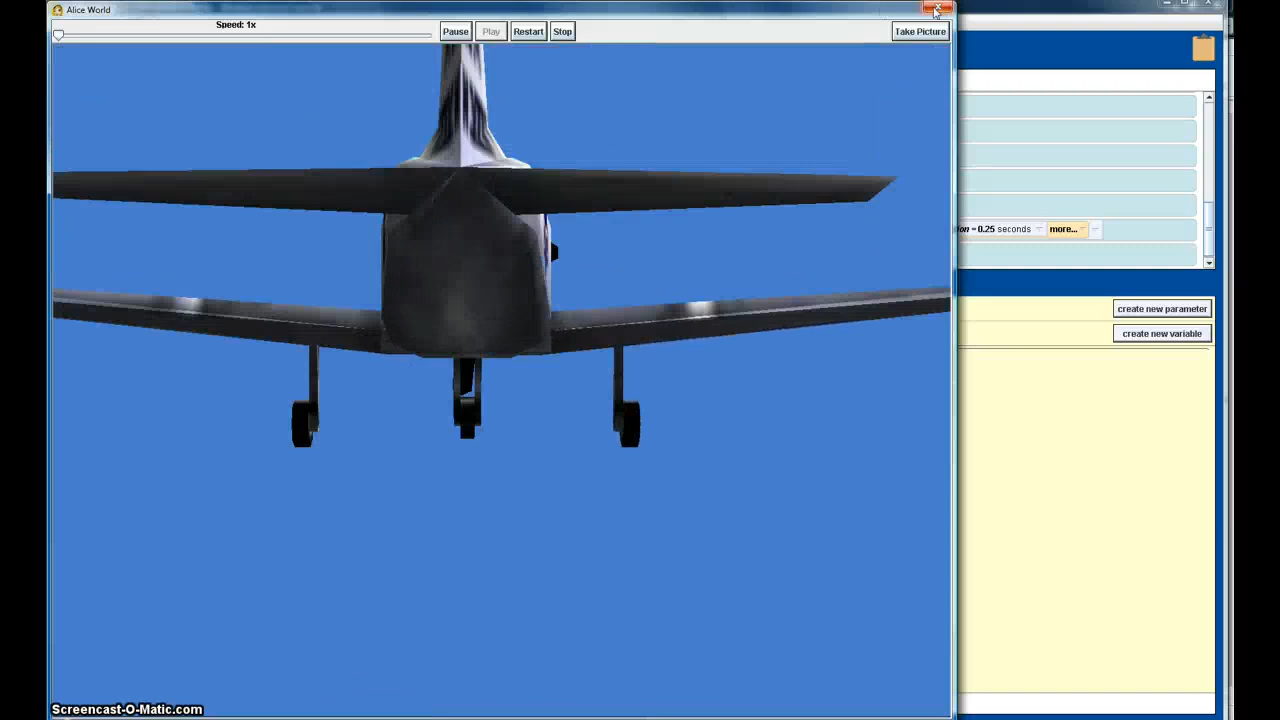 Alice World
Speed: 1x
Pause Play Restart Stop Take Picture
= 0.25 seconds more...
create new parameter
create new variable
Screencast-O-Matic.com